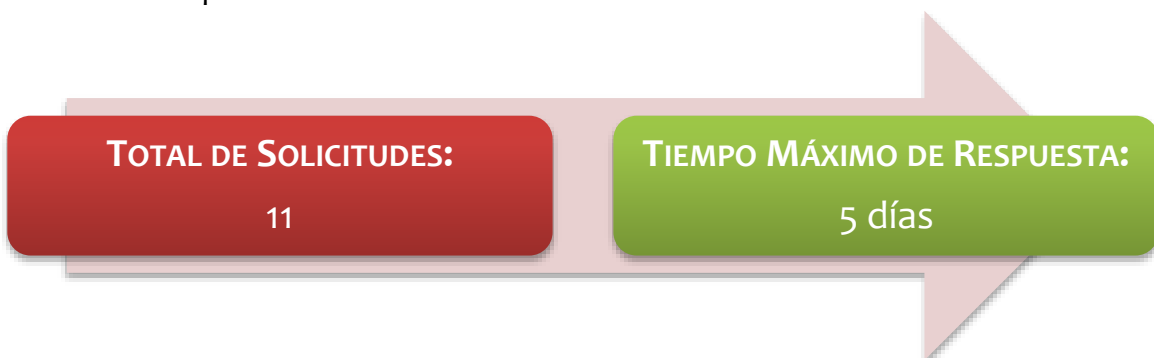 TOTAL DE SOLICITUDES:
11
TIEMPO MÁXIMO DE RESPUESTA:
5 días